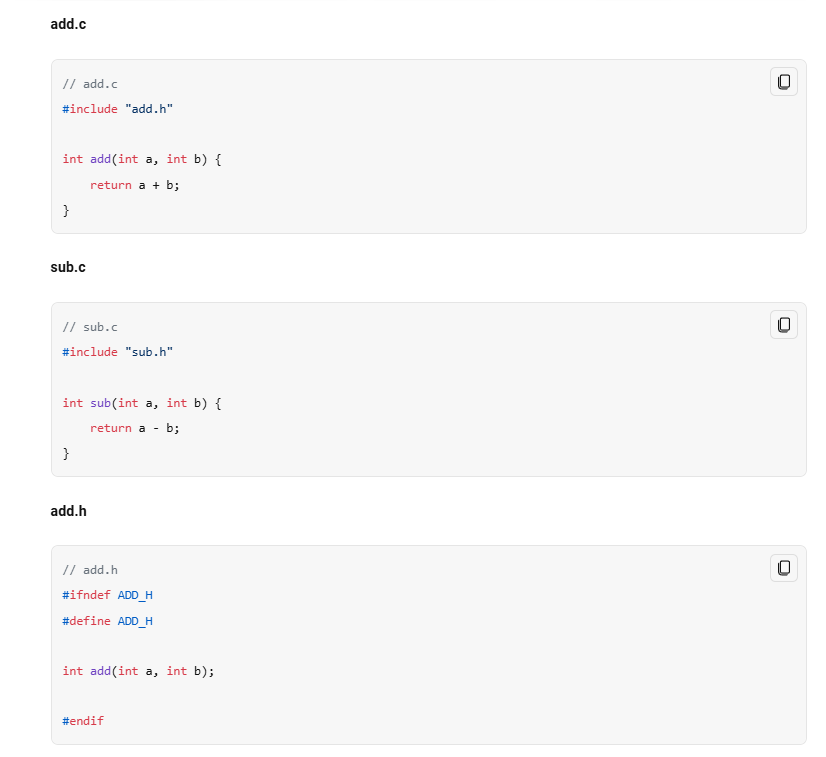 add.c
// add.c
#include "add.h"
int add(int a, int b) {
    return a + b;
}
sub.c
// sub.c
#include "sub.h"
int sub(int a, int b) {
    return a - b;
}
add.h
// add.h
#ifndef ADD_H
#define ADD_H
int add(int a, int b);
#endif